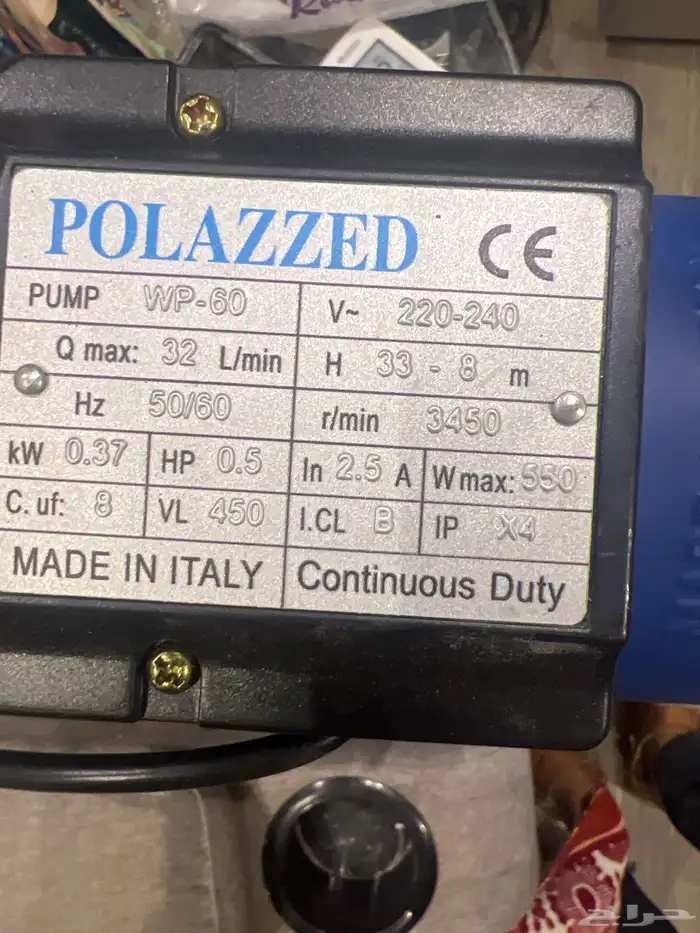 POLAZZED CE
PUMP WP-60 V~ 220-240
Q max: 32 L/min H 33 - 8 m
Hz 50/60 r/min 3450
kW 0.37 HP 0.5 In 2.5 A W max: 550
C. uf: 8 VL 450 I.CL B IP X4
MADE IN ITALY Continuous Duty
حراج